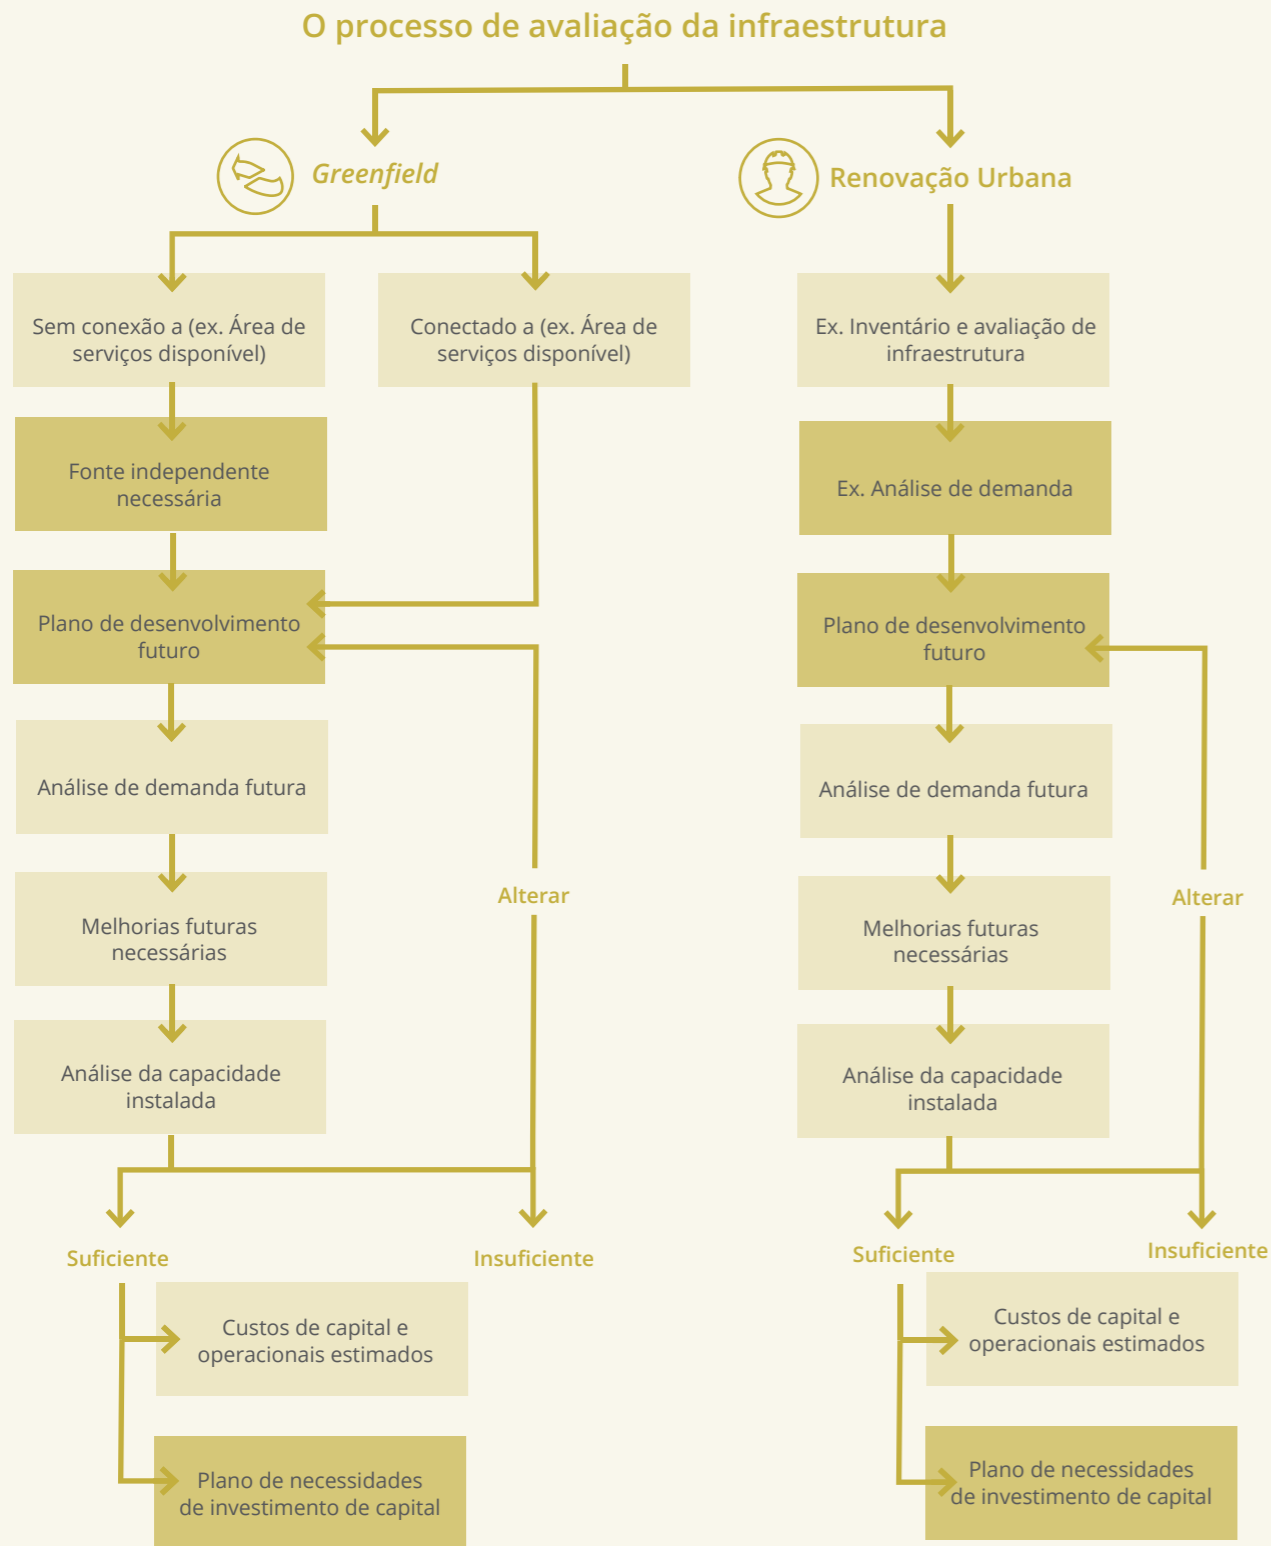 O processo de avaliação da infraestrutura
Greenfield
Renovação Urbana
Sem conexão a (ex. Área de
serviços disponível)
Conectado a (ex. Área de
serviços disponível)
Fonte independente
necessária
Plano de desenvolvimento
futuro
Análise de demanda futura
Melhorias futuras
necessárias
Análise da capacidade
instalada
Alterar
Suficiente
Insuficiente
Custos de capital e
operacionais estimados
Plano de necessidades
de investimento de capital
Ex. Inventário e avaliação de
infraestrutura
Ex. Análise de demanda
Plano de desenvolvimento
futuro
Análise de demanda futura
Melhorias futuras
necessárias
Análise da capacidade
instalada
Alterar
Suficiente
Insuficiente
Custos de capital e
operacionais estimados
Plano de necessidades
de investimento de capital